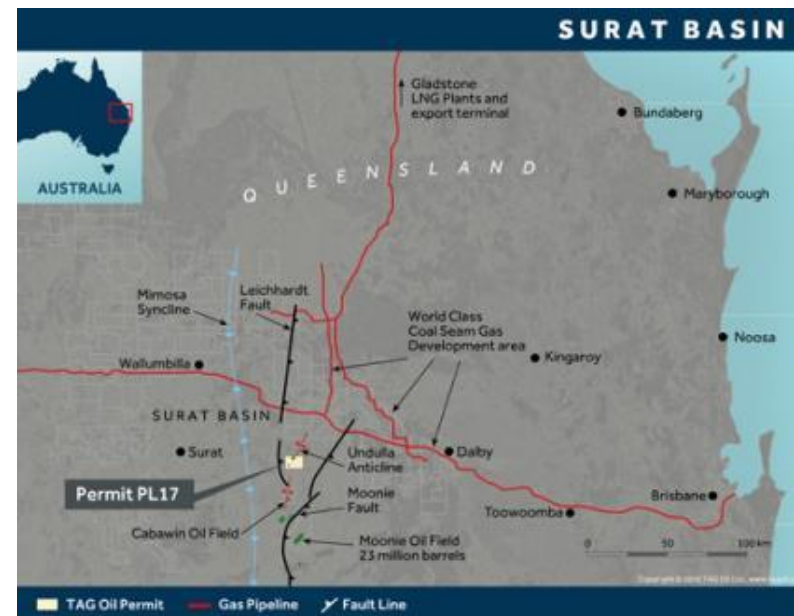 SURAT BASIN
AUSTRALIA
Gladstone
LNG Plants and
export terminal
Bundaberg
QUEENSLAND
Maryborough
Mimosa
Syncline
Leichhardt
Fault
World Class
Coal Seam Gas
Development area
Noosa
Wallumbilla
Kingaroy
SURAT BASIN
Surat
Undulla
Anticline
Dalby
Permit PL17
Moonie
Fault
Brisbane
Toowoomba
Cabawin Oil Field
Moonie Oil Field
23 million barrels
0 50 100km
TAG Oil Permit Gas Pipeline Fault Line